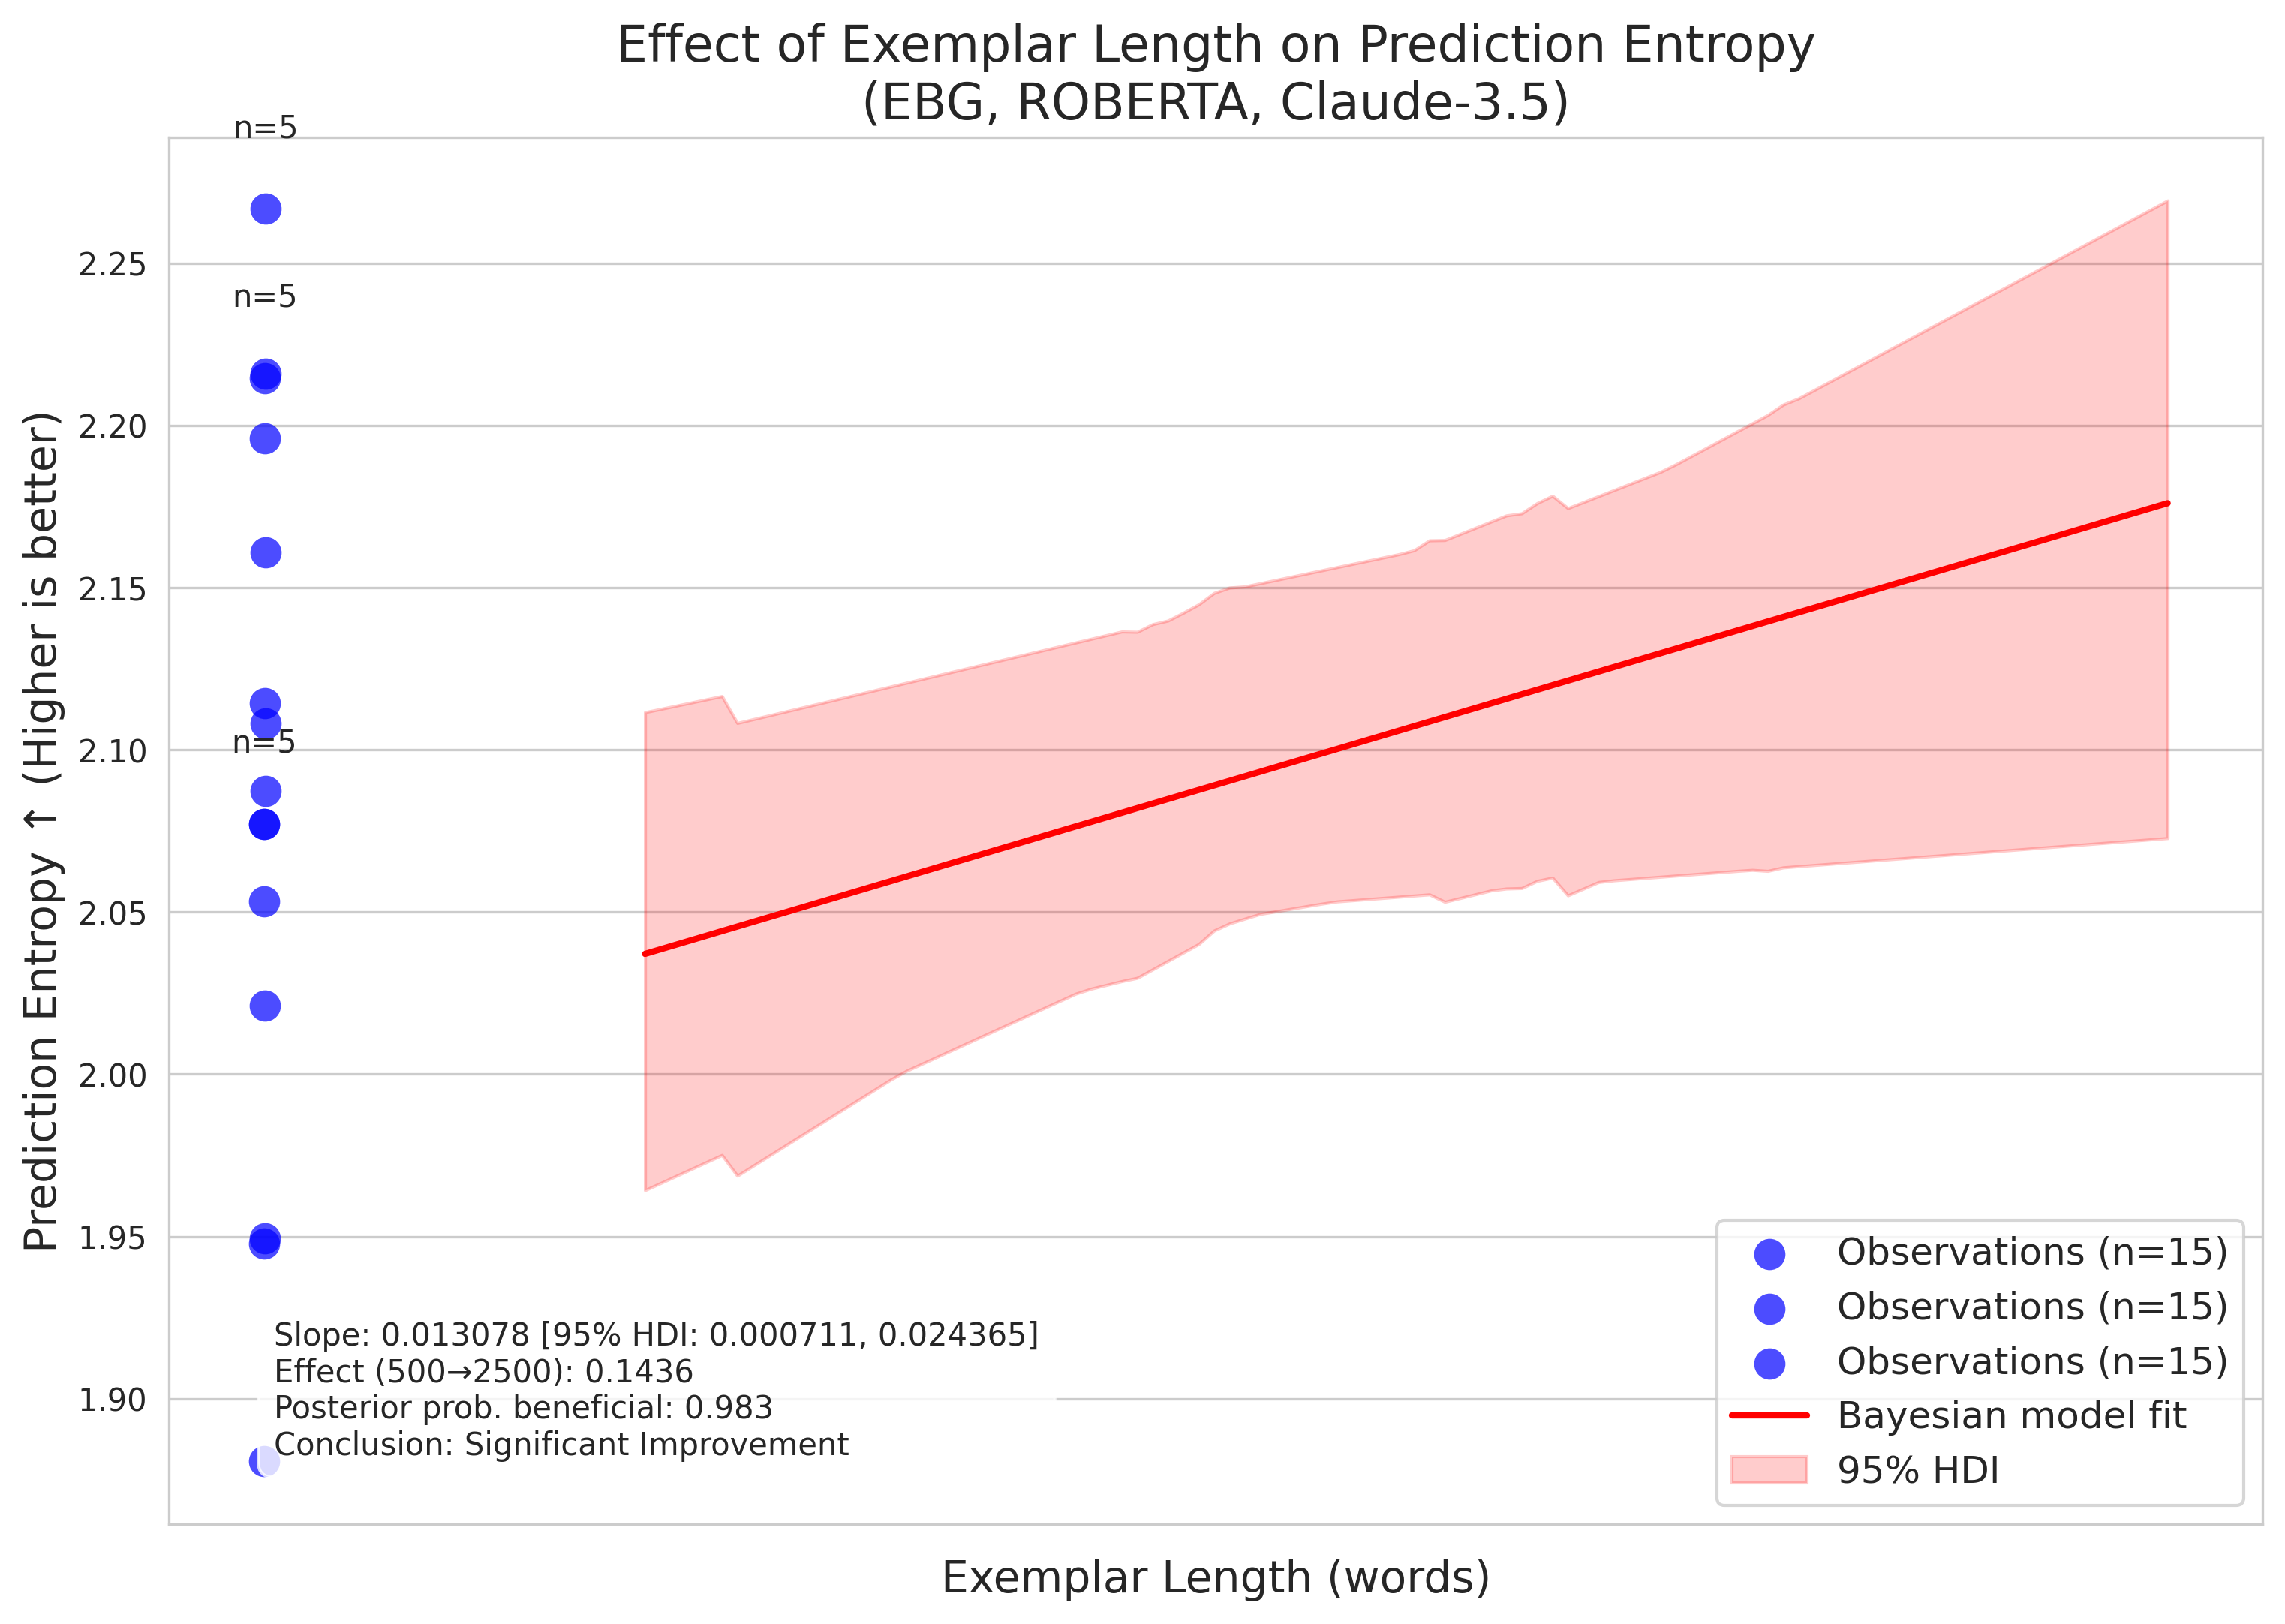 Effect of Exemplar Length on Prediction Entropy
(EBG, ROBERTA, Claude-3.5)
n=5
n=5
n=5
Prediction Entropy ↑ (Higher is better)
2.25
2.20
2.15
2.10
2.05
2.00
1.95
1.90
Slope: 0.013078 [95% HDI: 0.000711, 0.024365]
Effect (500→2500): 0.1436
Posterior prob. beneficial: 0.983
Conclusion: Significant Improvement
Observations (n=15)
Observations (n=15)
Observations (n=15)
Bayesian model fit
95% HDI
Exemplar Length (words)